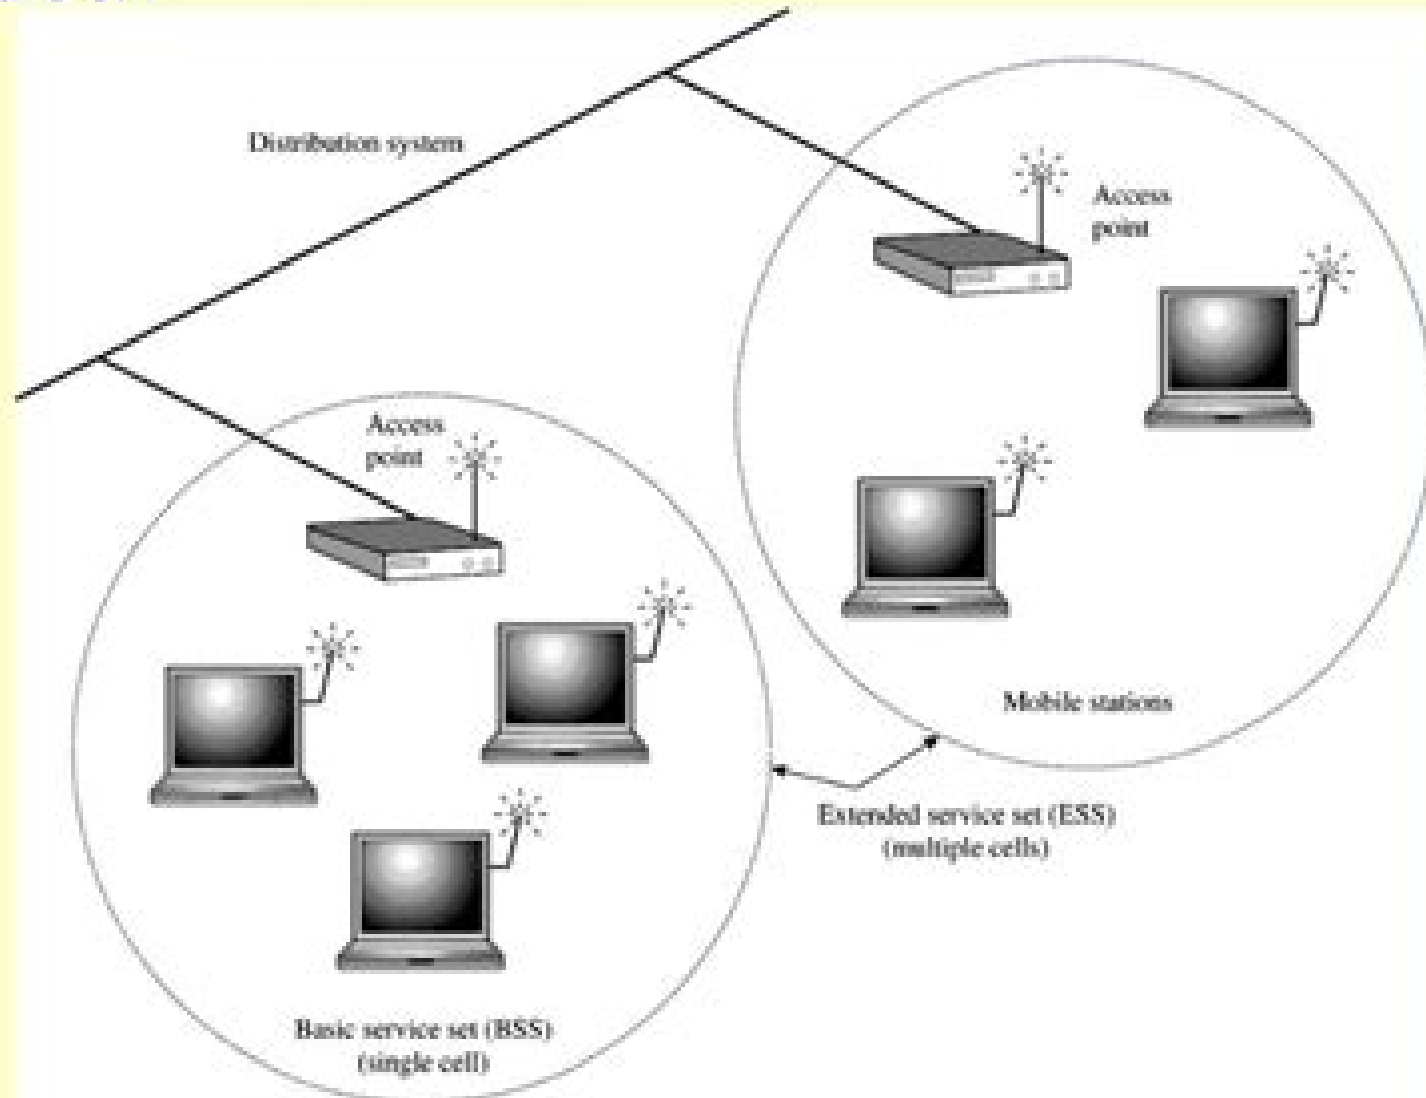 Distribution system
Access
point
Access
point
Mobile stations
Extended service set (ESS)
(multiple cells)
Basic service set (BSS)
(single cell)